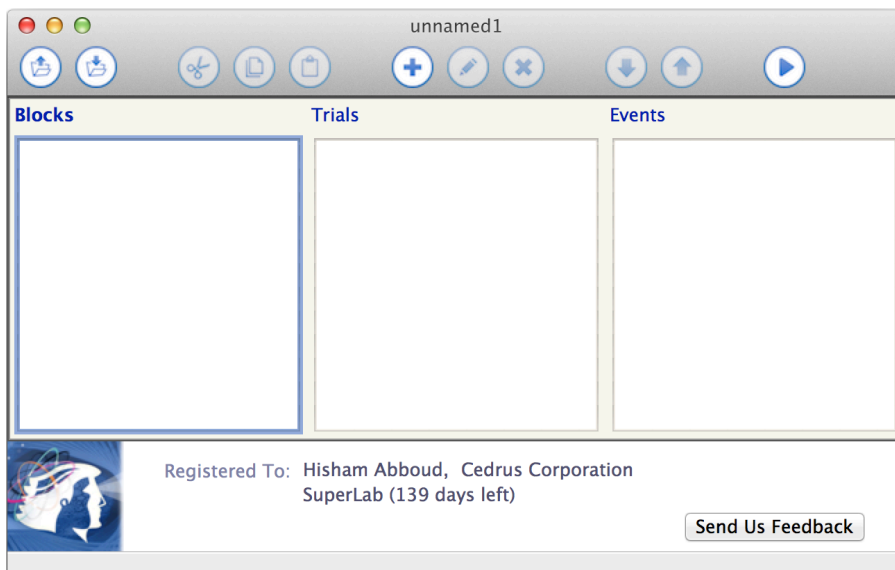 unnamed1
Blocks
Trials
Events
Registered To: Hisham Abboud, Cedrus Corporation
SuperLab (139 days left)
Send Us Feedback